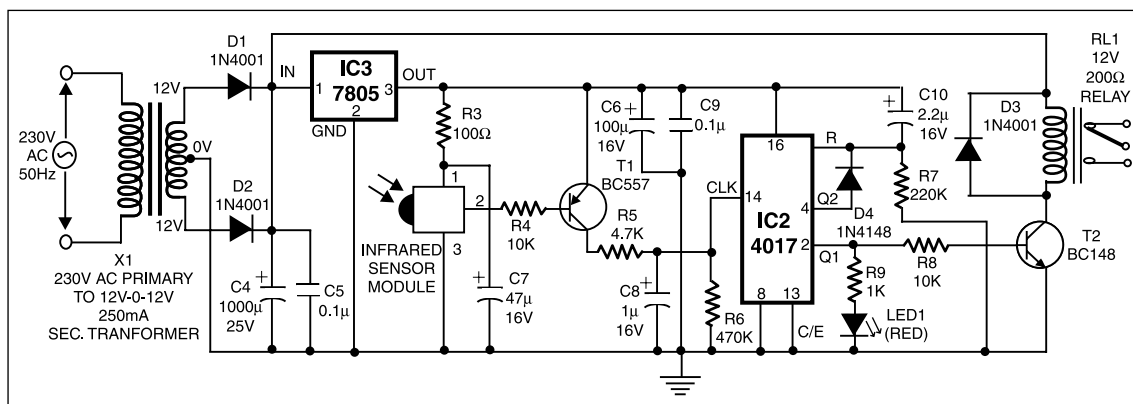 230V
AC
50Hz
X1
230V AC PRIMARY
TO 12V-0-12V
250mA
SEC. TRANFORMER
12V
0V
12V
D1
1N4001
D2
1N4001
C4
1000µ
25V
C5
0.1µ
IN
1
IC3
7805
3
OUT
2
GND
R3
100Ω
1
2
3
INFRARED
SENSOR
MODULE
R4
10K
C7
47µ
16V
C6
100µ
16V
T1
BC557
C9
0.1µ
R5
4.7K
C8
1µ
16V
CLK
R6
470K
16
14
IC2
4017
R
4
Q2
2
Q1
8
13
C/E
D4
1N4148
C10
2.2µ
16V
R7
220K
R9
1K
LED1
(RED)
R8
10K
D3
1N4001
RL1
12V
200Ω
RELAY
T2
BC148
+
+
+
+
+